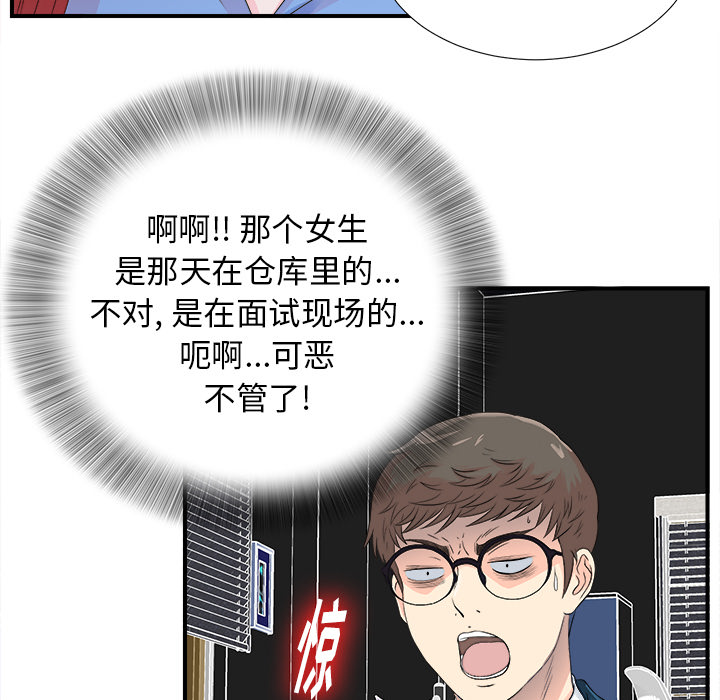 啊啊!! 那个女生
是那天在仓库里的...
不对, 是在面试现场的...
呃啊...可恶
不管了!
惊